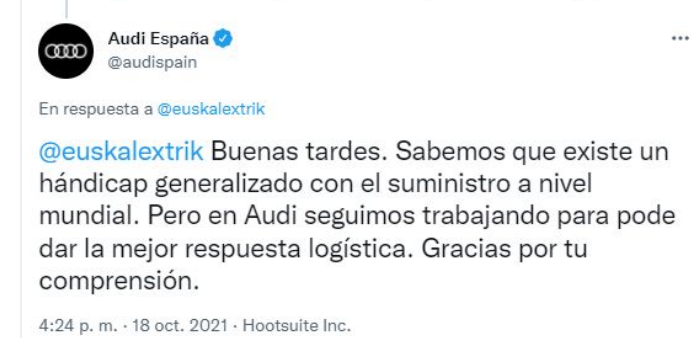 Audi España
@audispain
En respuesta a @euskalextrik
@euskalextrik Buenas tardes. Sabemos que existe un
hándicap generalizado con el suministro a nivel
mundial. Pero en Audi seguimos trabajando para pode
dar la mejor respuesta logística. Gracias por tu
comprensión.
4:24 p. m. · 18 oct. 2021 · Hootsuite Inc.